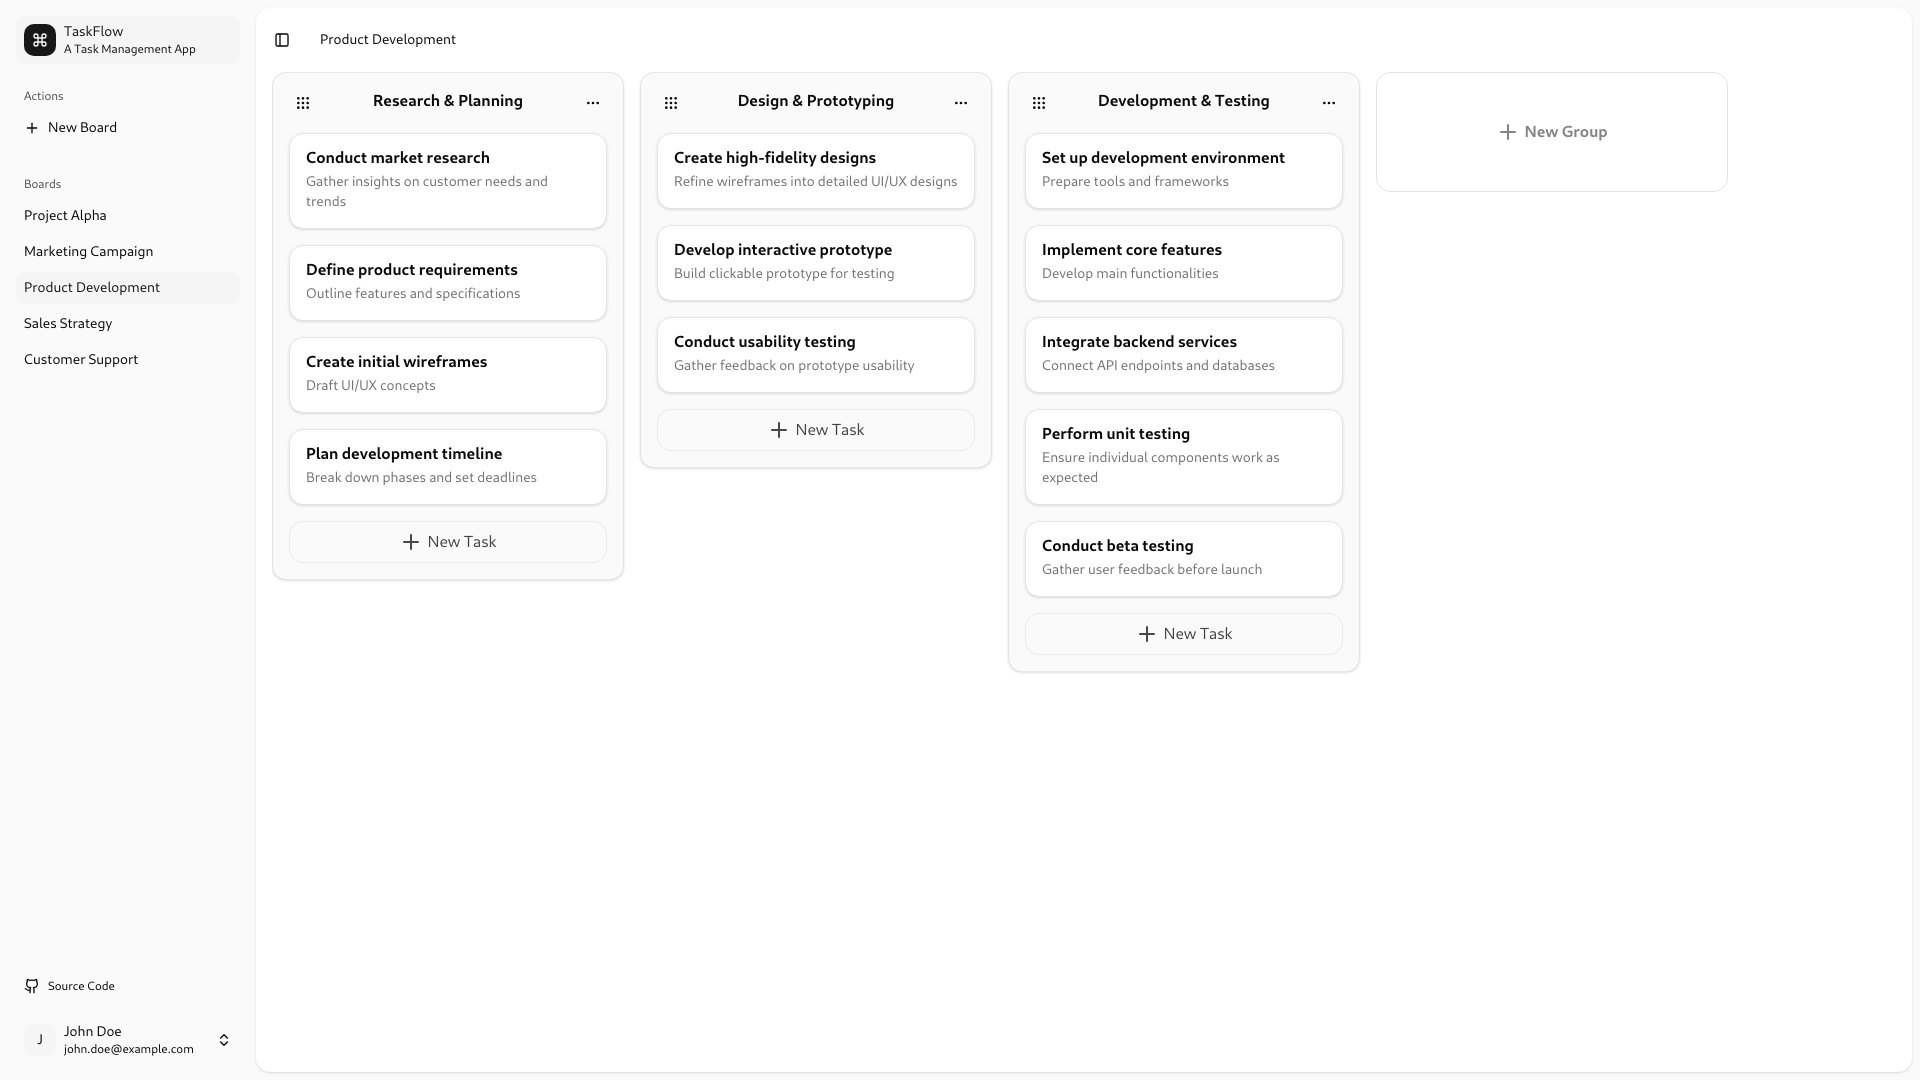 TaskFlow
A Task Management App
Actions
New Board
Boards
Project Alpha
Marketing Campaign
Product Development
Sales Strategy
Customer Support
Source Code
J
John Doe
john.doe@example.com
Product Development
Research & Planning
Conduct market research
Gather insights on customer needs and
trends
Define product requirements
Outline features and specifications
Create initial wireframes
Draft UI/UX concepts
Plan development timeline
Break down phases and set deadlines
New Task
Design & Prototyping
Create high-fidelity designs
Refine wireframes into detailed UI/UX designs
Develop interactive prototype
Build clickable prototype for testing
Conduct usability testing
Gather feedback on prototype usability
New Task
Development & Testing
Set up development environment
Prepare tools and frameworks
Implement core features
Develop main functionalities
Integrate backend services
Connect API endpoints and databases
Perform unit testing
Ensure individual components work as
expected
Conduct beta testing
Gather user feedback before launch
New Task
New Group